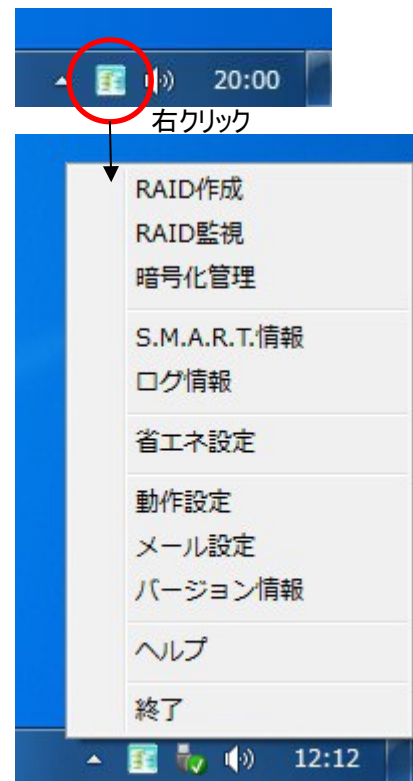 20:00
右クリック
RAID作成
RAID監視
暗号化管理
S.M.A.R.T.情報
ログ情報
省エネ設定
動作設定
メール設定
バージョン情報
ヘルプ
終了
12:12